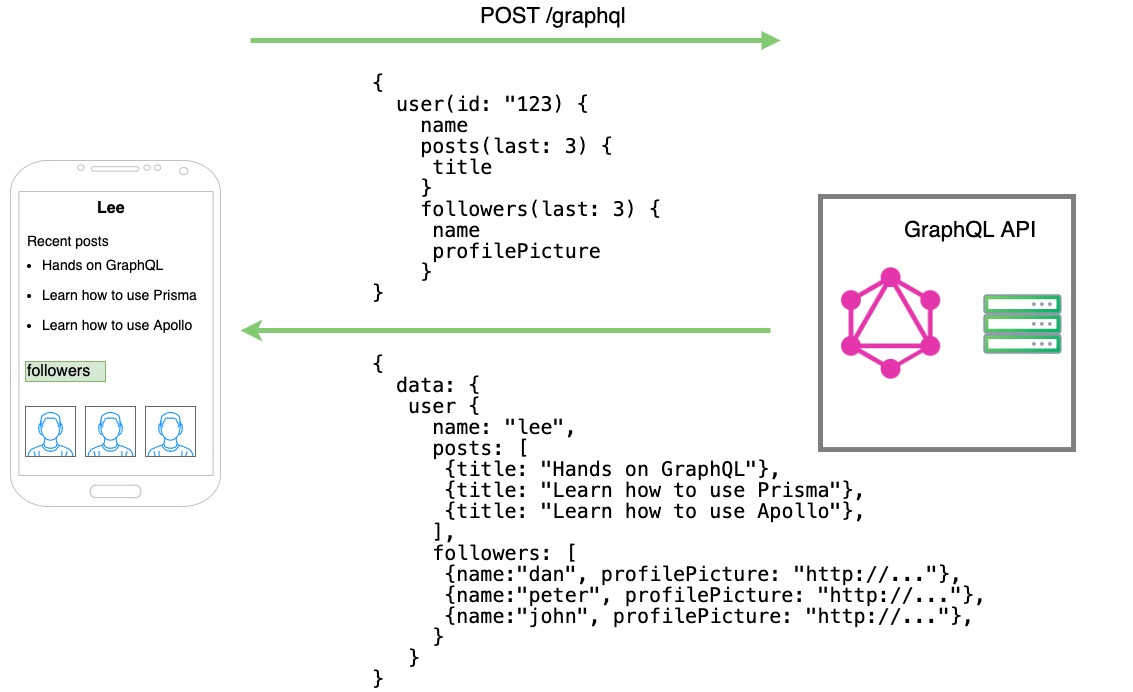 POST /graphql
{
  user(id: "123) {
    name
    posts(last: 3) {
     title
    }
    followers(last: 3) {
     name
     profilePicture
    }
}
Lee
Recent posts
• Hands on GraphQL
• Learn how to use Prisma
• Learn how to use Apollo
followers
GraphQL API
{
  data: {
   user {
     name: "lee",
     posts: [
      {title: "Hands on GraphQL"},
      {title: "Learn how to use Prisma"},
      {title: "Learn how to use Apollo"},
     ],
     followers: [
      {name:"dan", profilePicture: "http://..."},
      {name:"peter", profilePicture: "http://..."},
      {name:"john", profilePicture: "http://..."},
     }
   }
}